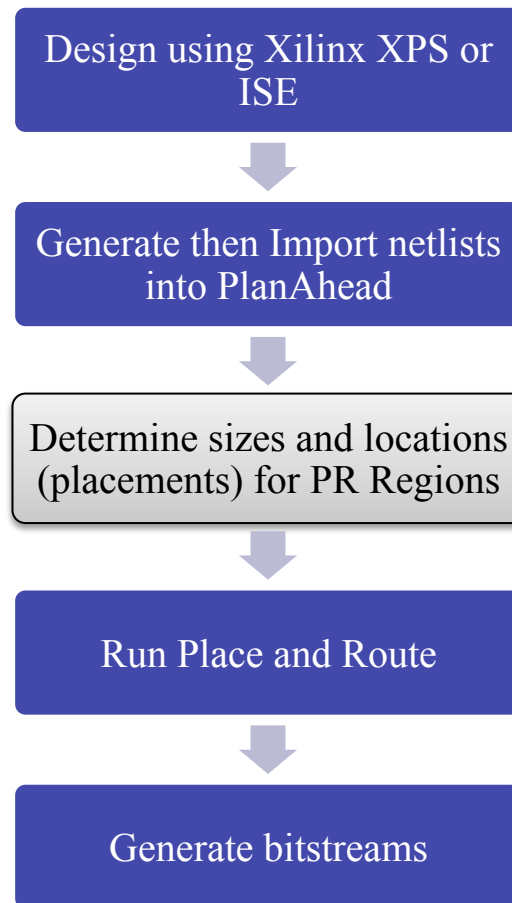 Design using Xilinx XPS or
ISE
Generate then Import netlists
into PlanAhead
Determine sizes and locations
(placements) for PR Regions
Run Place and Route
Generate bitstreams